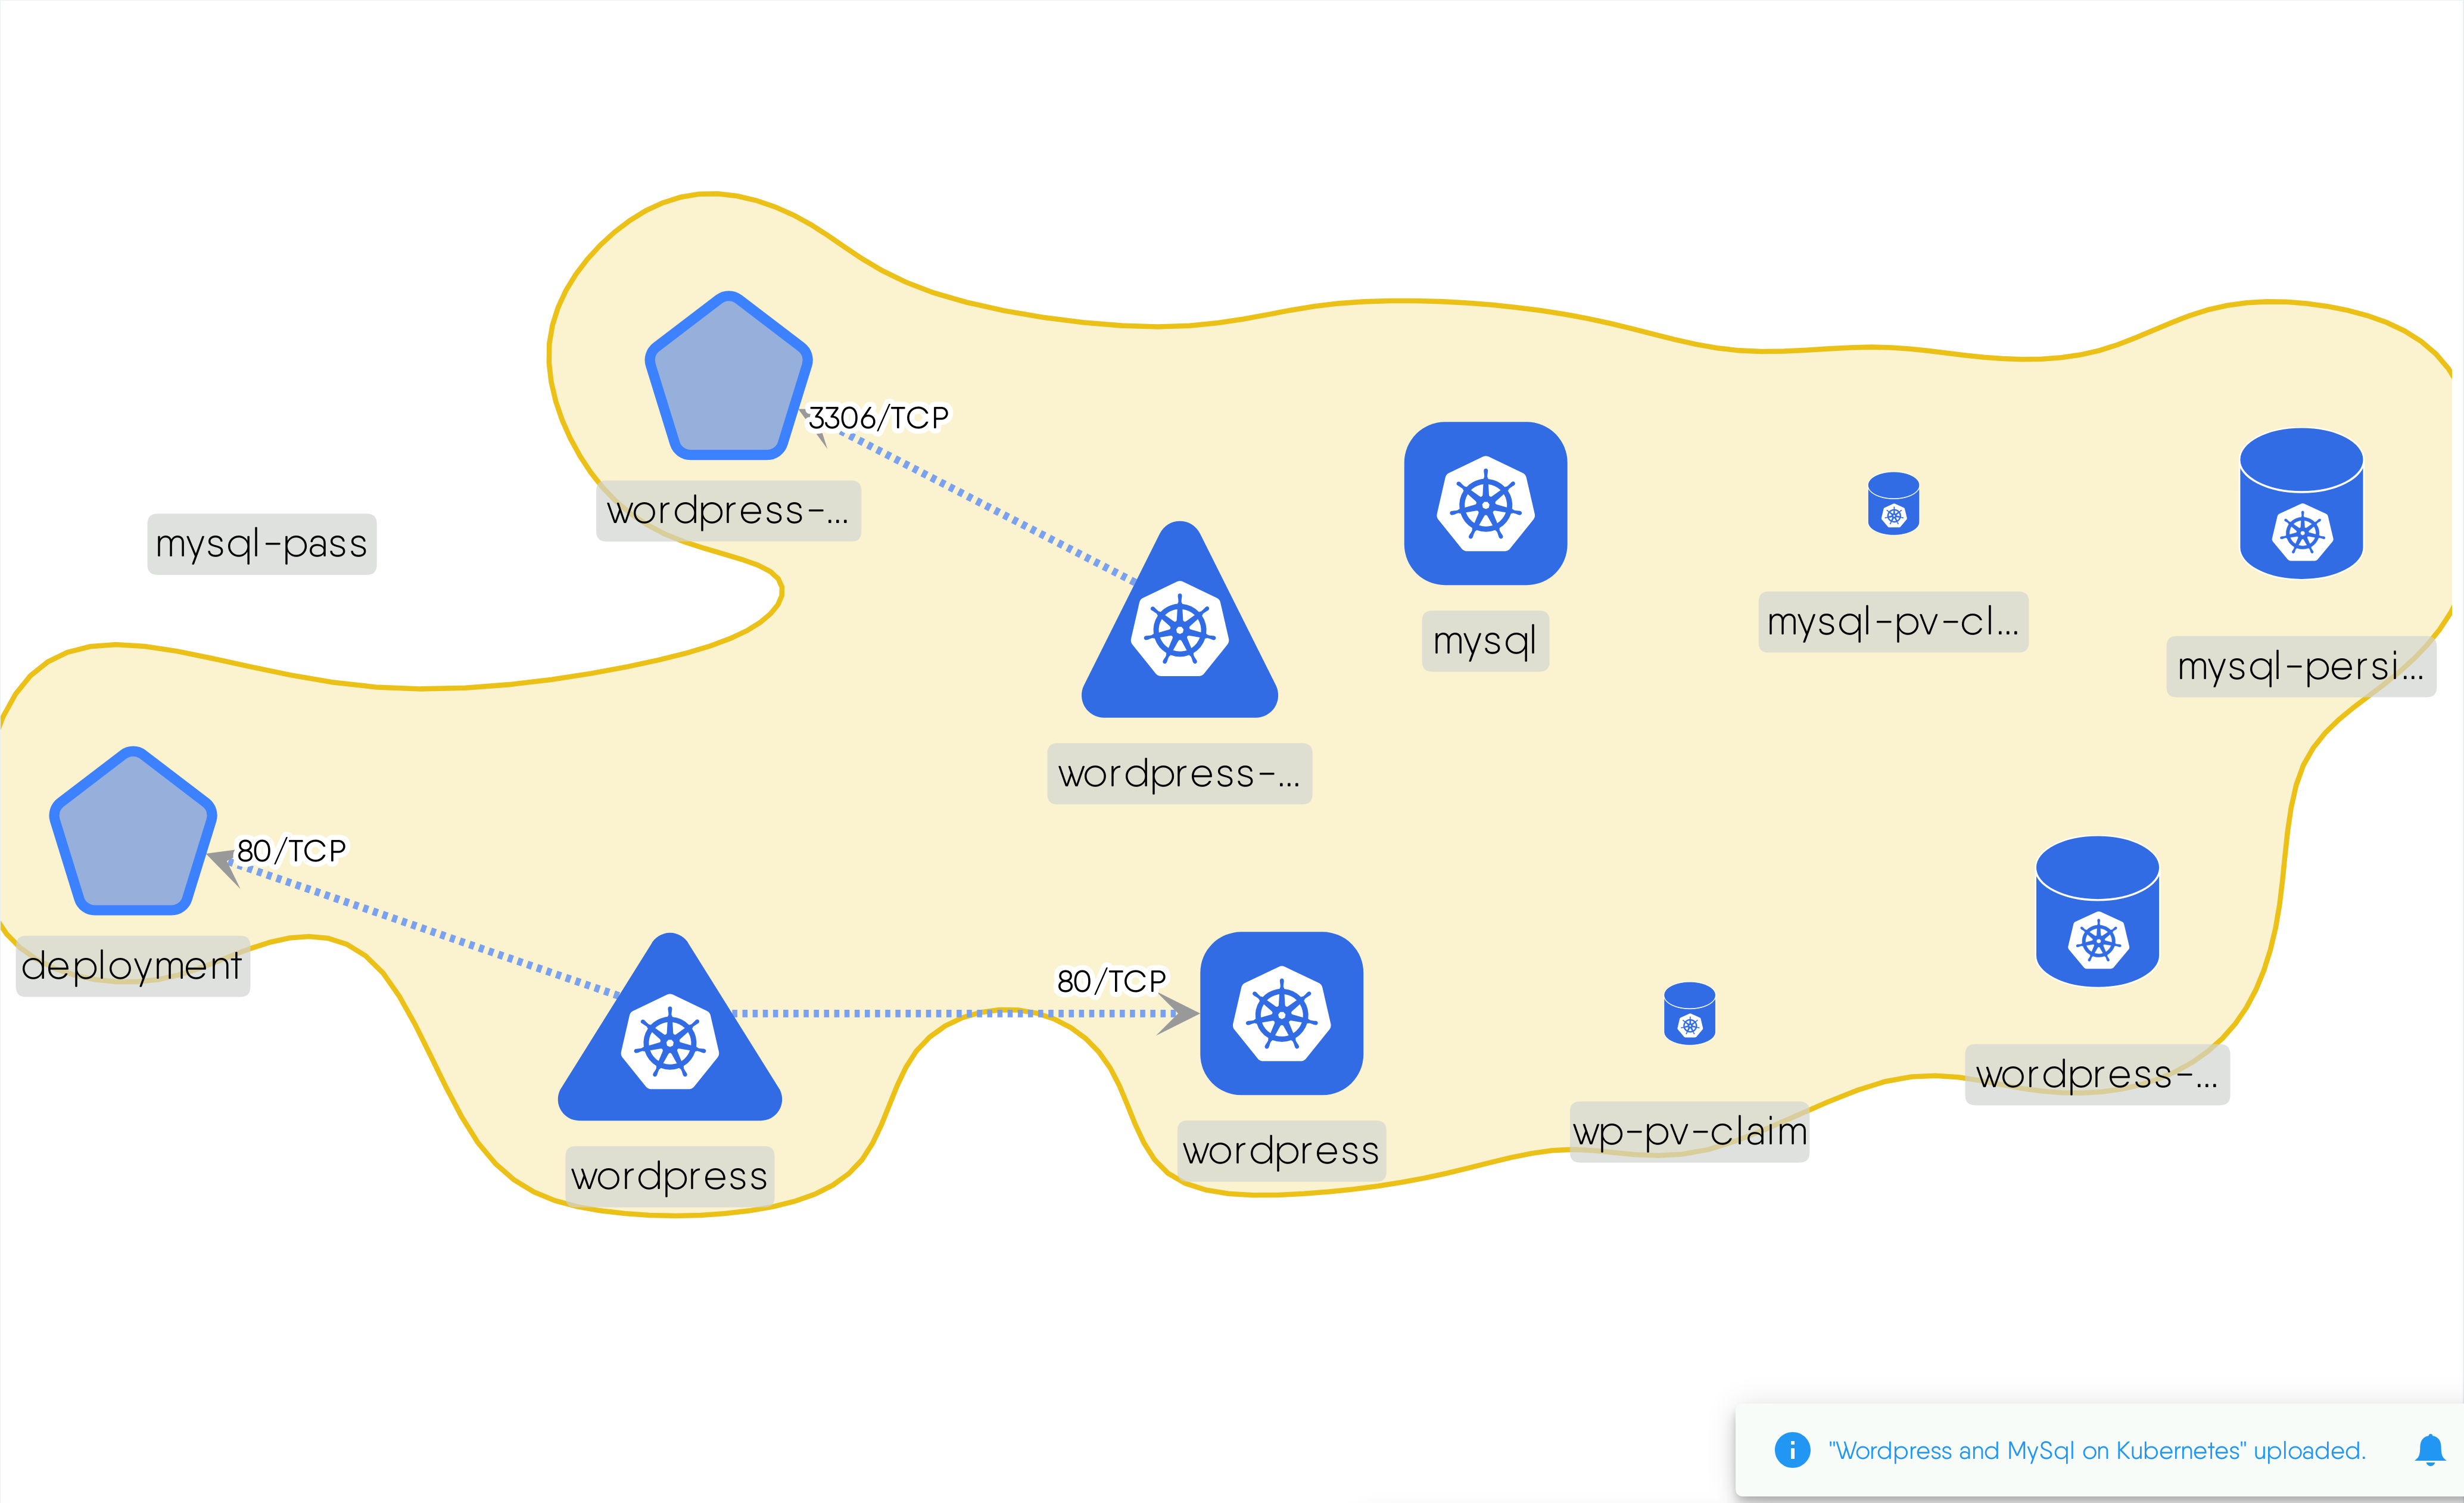 3306/TCP
wordpress-...
mysql-pass
mysql
mysql-pv-cl...
mysql-persi...
wordpress-...
80/TCP
deployment
80/TCP
wordpress-...
wp-pv-claim
wordpress
wordpress
"Wordpress and MySql on Kubernetes" uploaded.